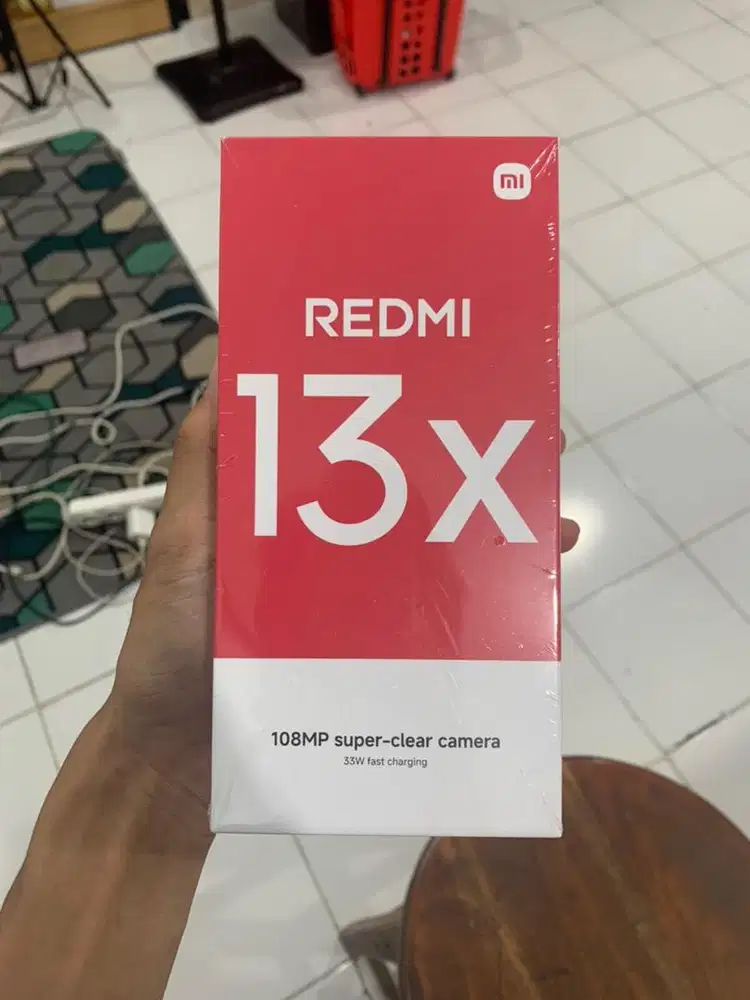 mi
REDMI
13x
108MP super-clear camera
33W fast charging